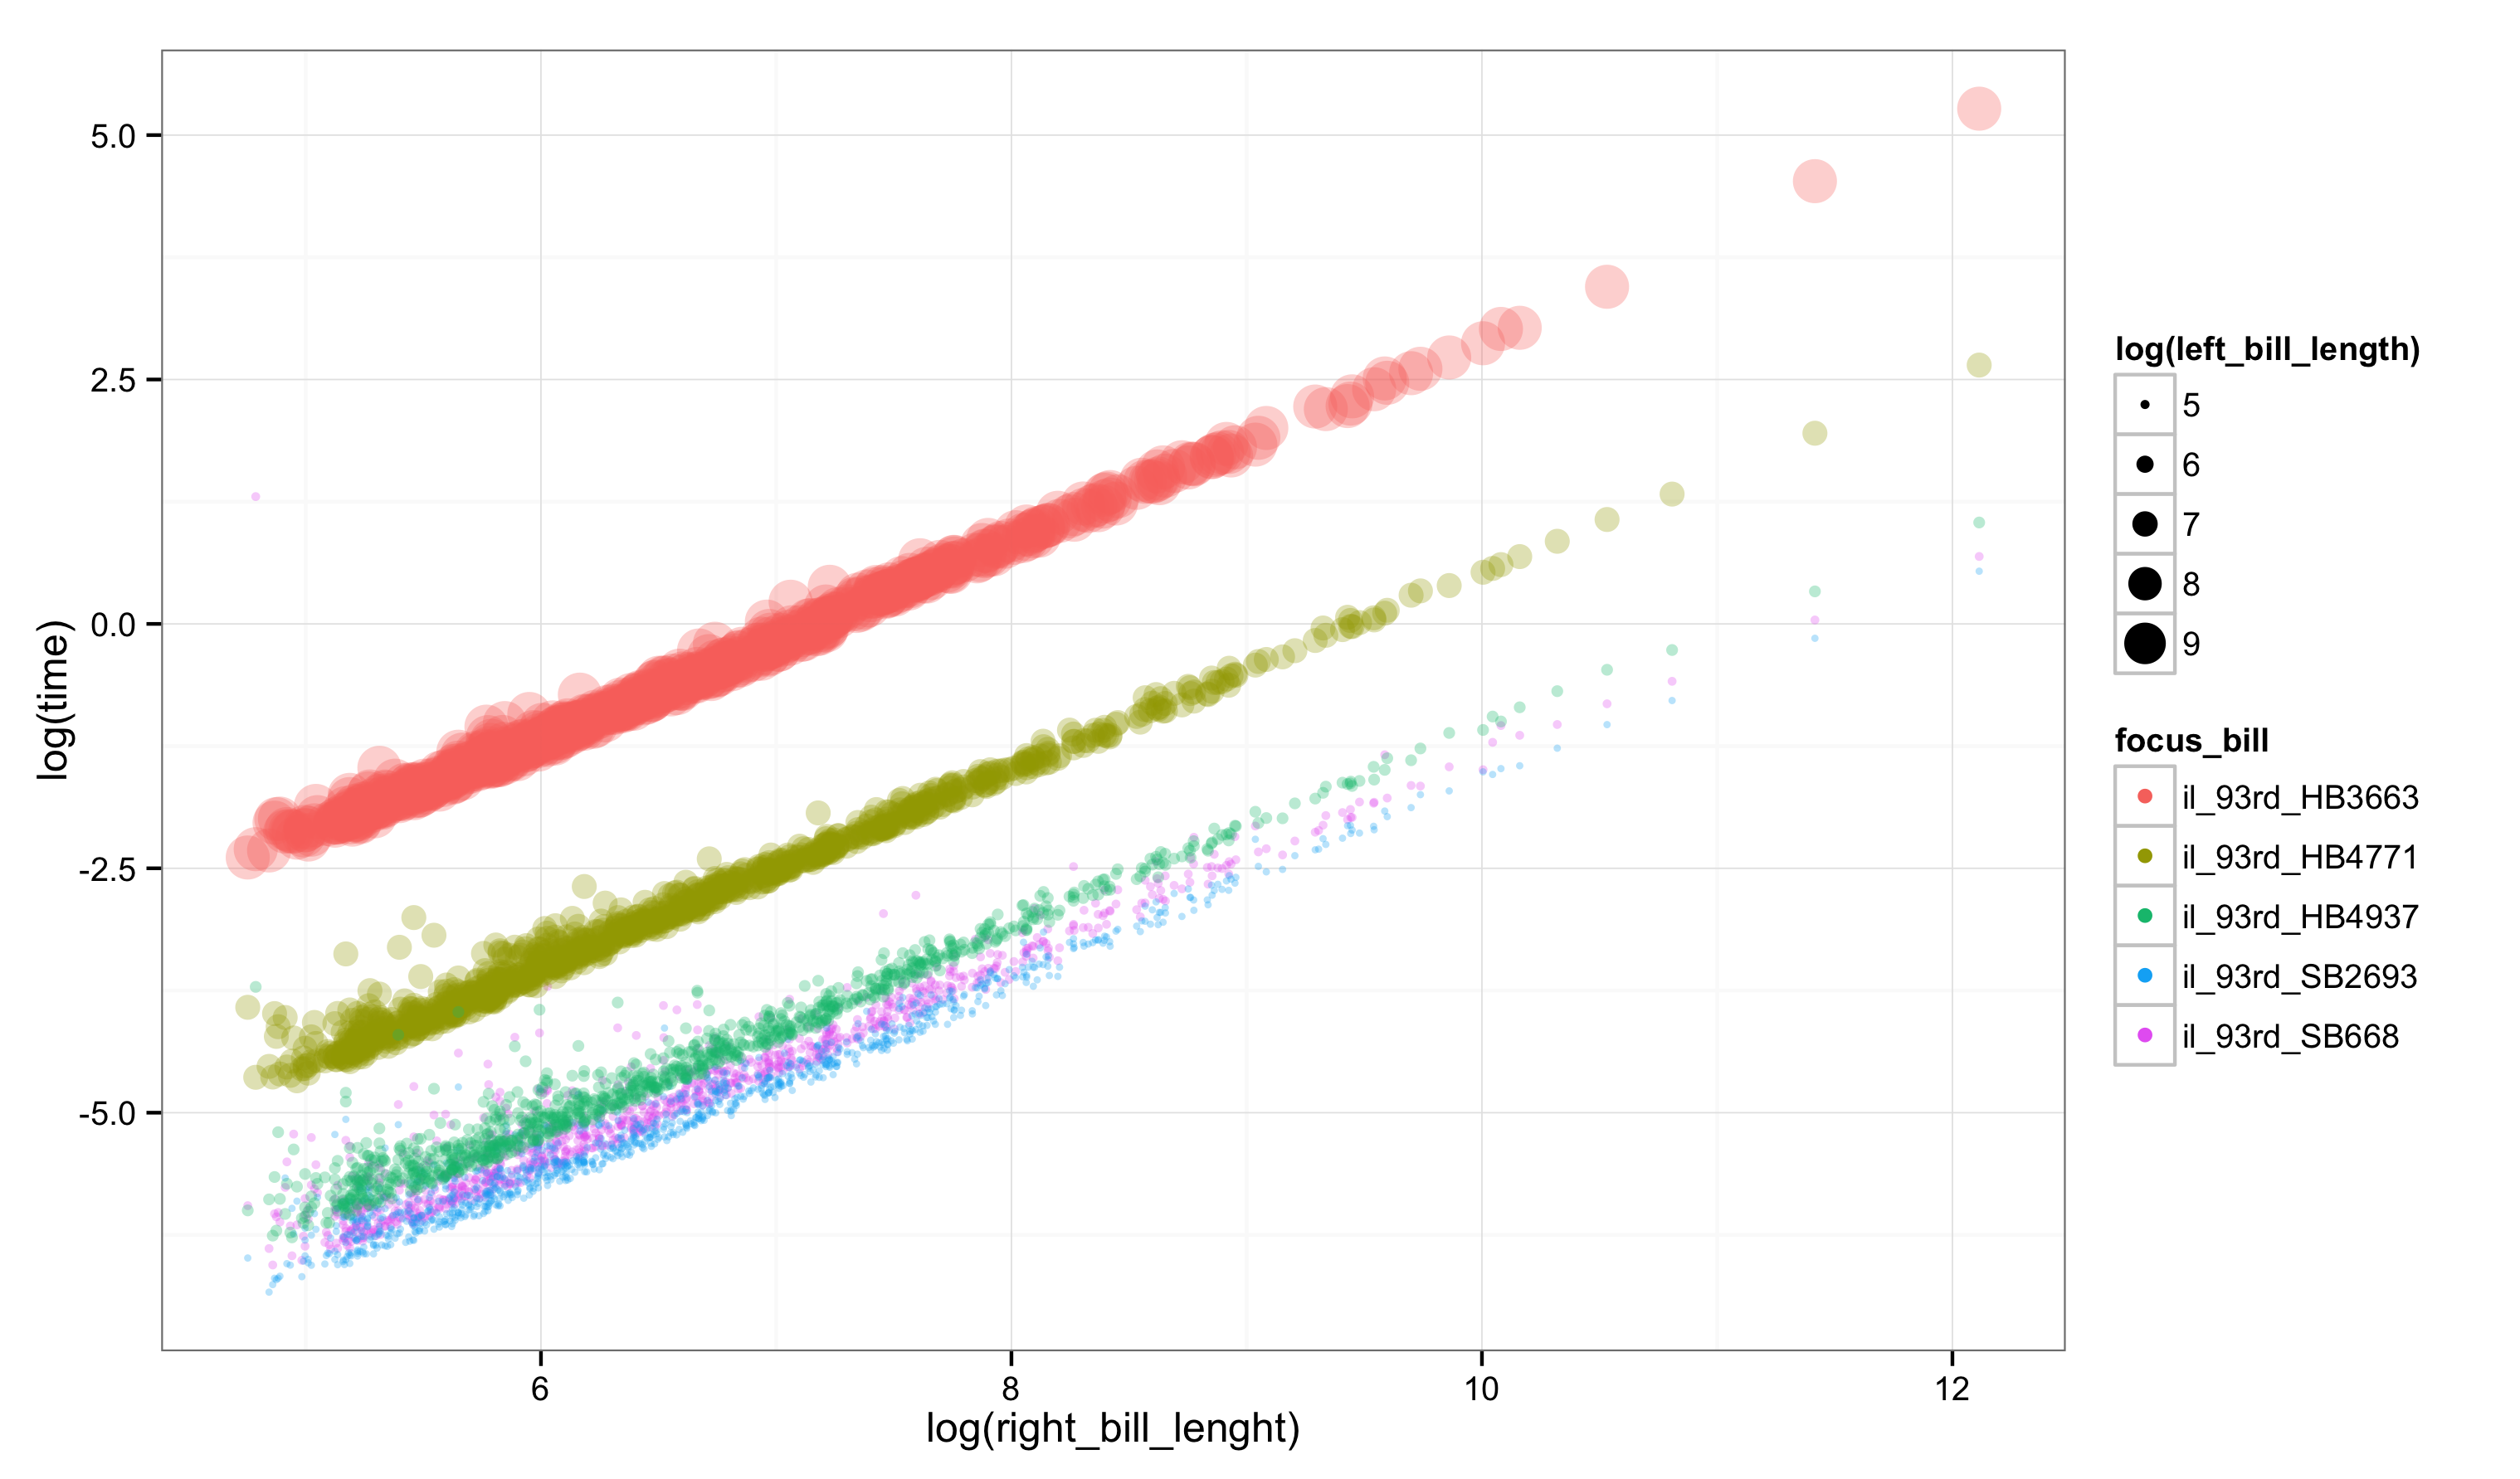 5.0
2.5
0.0
-2.5
-5.0
log(time)
6
8
10
12
log(right_bill_lenght)
log(left_bill_length)
5
6
7
8
9
focus_bill
il_93rd_HB3663
il_93rd_HB4771
il_93rd_HB4937
il_93rd_SB2693
il_93rd_SB668